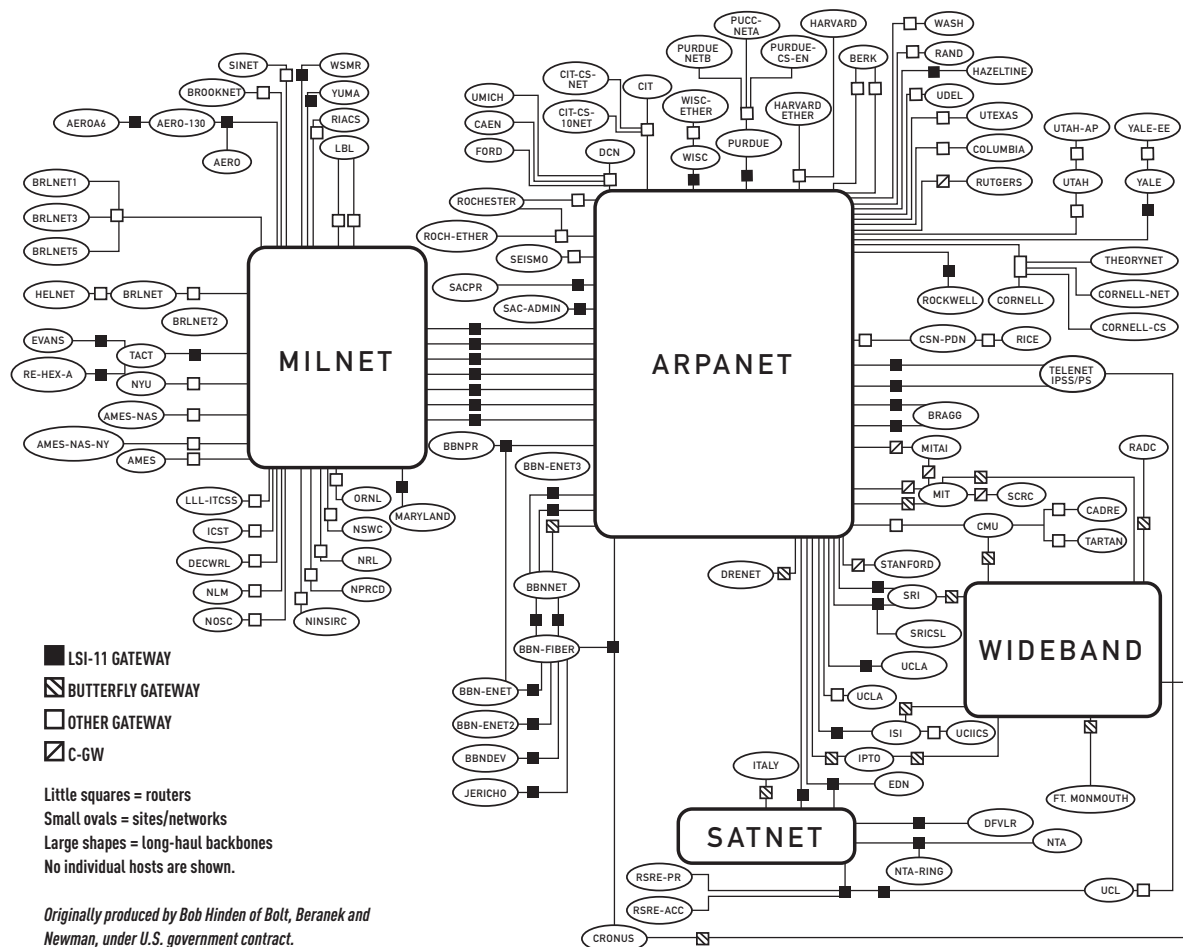 PUCC-
NETA
HARVARD
WASH
SINET
WSMR
PURDUE
NETB
PURDUE-
CS-EN
BERK
RAND
CIT-CS-
NET
CIT
HAZELTINE
BROOKNET
YUMA
UMICH
WISC-
ETHER
UDEL
AEROA6
AERO-130
RIACS
CAEN
CIT-CS-
10NET
HARVARD
ETHER
UTEXAS
UTAH-AP
YALE-EE
LBL
FORD
DCN
WISC
PURDUE
COLUMBIA
AERO
BRLNET1
RUTGERS
UTAH
YALE
ROCHESTER
BRLNET3
ROCH-ETHER
BRLNET5
SEISMO
THEORYNET
SACPR
ROCKWELL
CORNELL
CORNELL-NET
HELNET
BRLNET
SAC-ADMIN
BRLNET2
CORNELL-CS
EVANS
CSN-PDN
RICE
TACT
MILNET
ARPANET
RE-HEX-A
TELENET
IPSS/PS
NYU
AMES-NAS
BRAGG
AMES-NAS-NY
BBNPR
MITAI
RADC
AMES
BBN-ENET3
LLL-ITCSS
ORNL
MIT
SCRC
MARYLAND
CADRE
ICST
NSWC
CMU
TARTAN
DECWRL
NRL
STANFORD
DRENET
NLM
NPRCD
BBNNET
SRI
NOSC
NINSIRC
SRICSL
BBN-FIBER
WIDEBAND
LSI-11 GATEWAY
UCLA
BUTTERFLY GATEWAY
BBN-ENET
UCLA
OTHER GATEWAY
BBN-ENET2
ISI
UCIICS
C-GW
BBNDEV
ITALY
IPTO
EDN
JERICHO
FT. MONMOUTH
Little squares = routers
Small ovals = sites/networks
Large shapes = long-haul backbones
No individual hosts are shown.
SATNET
DFVLR
NTA
NTA-RING
RSRE-PR
UCL
RSRE-ACC
Originally produced by Bob Hinden of Bolt, Beranek and
Newman, under U.S. government contract.
CRONUS